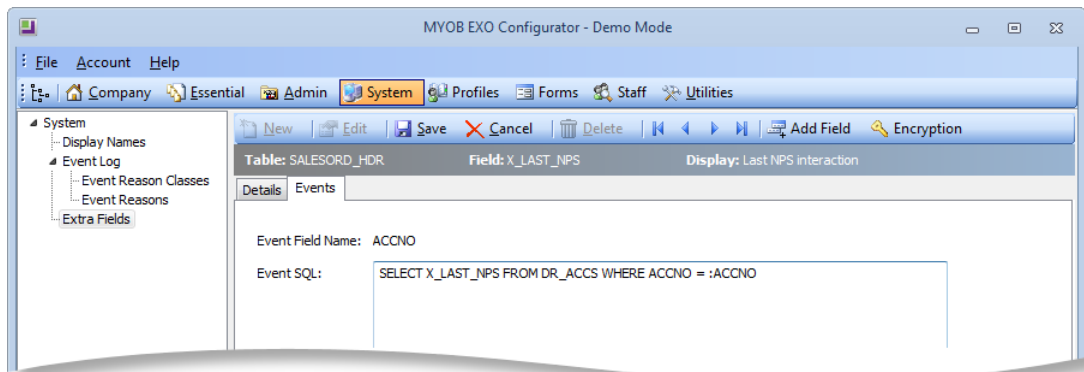 MYOB EXO Configurator - Demo Mode
File Account Help
Company Essential Admin System Profiles Forms Staff Utilities
System
Display Names
Event Log
Event Reason Classes
Event Reasons
Extra Fields
New Edit Save Cancel Delete Add Field Encryption
Table: SALESORD_HDR Field: X_LAST_NPS Display: Last NPS interaction
Details Events
Event Field Name: ACCNO
Event SQL: SELECT X_LAST_NPS FROM DR_ACCS WHERE ACCNO = :ACCNO